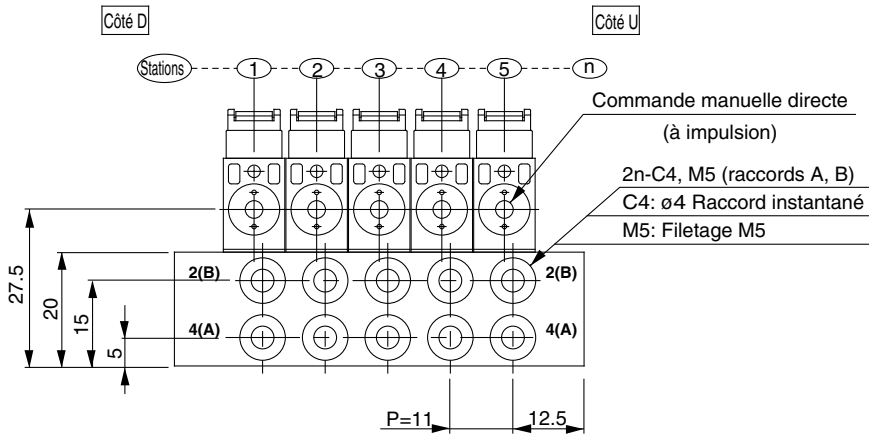 Côté D
Côté U
Stations 1 2 3 4 5 n
Commande manuelle directe
(à impulsion)
2n-C4, M5 (raccords A, B)
C4: ø4 Raccord instantané
M5: Filetage M5
2(B) 2(B)
4(A) 4(A)
27.5
20
15
5
P=11
12.5